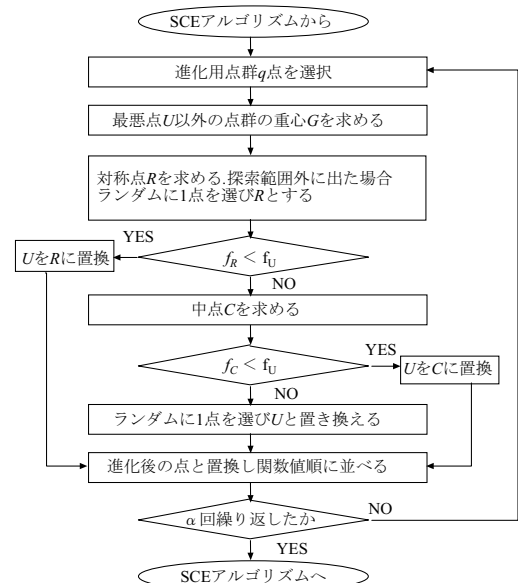 SCEアルゴリズムから
進化用点群q点を選択
最悪点U以外の点群の重心Gを求める
対称点Rを求める.探索範囲外に出た場合
ランダムに1点を選びRとする
YES
UをRに置換
f_R < f_U
NO
中点Cを求める
f_C < f_U
YES
UをCに置換
NO
ランダムに1点を選びUと置き換える
進化後の点と置換し関数値順に並べる
α回繰り返したか
NO
YES
SCEアルゴリズムへ